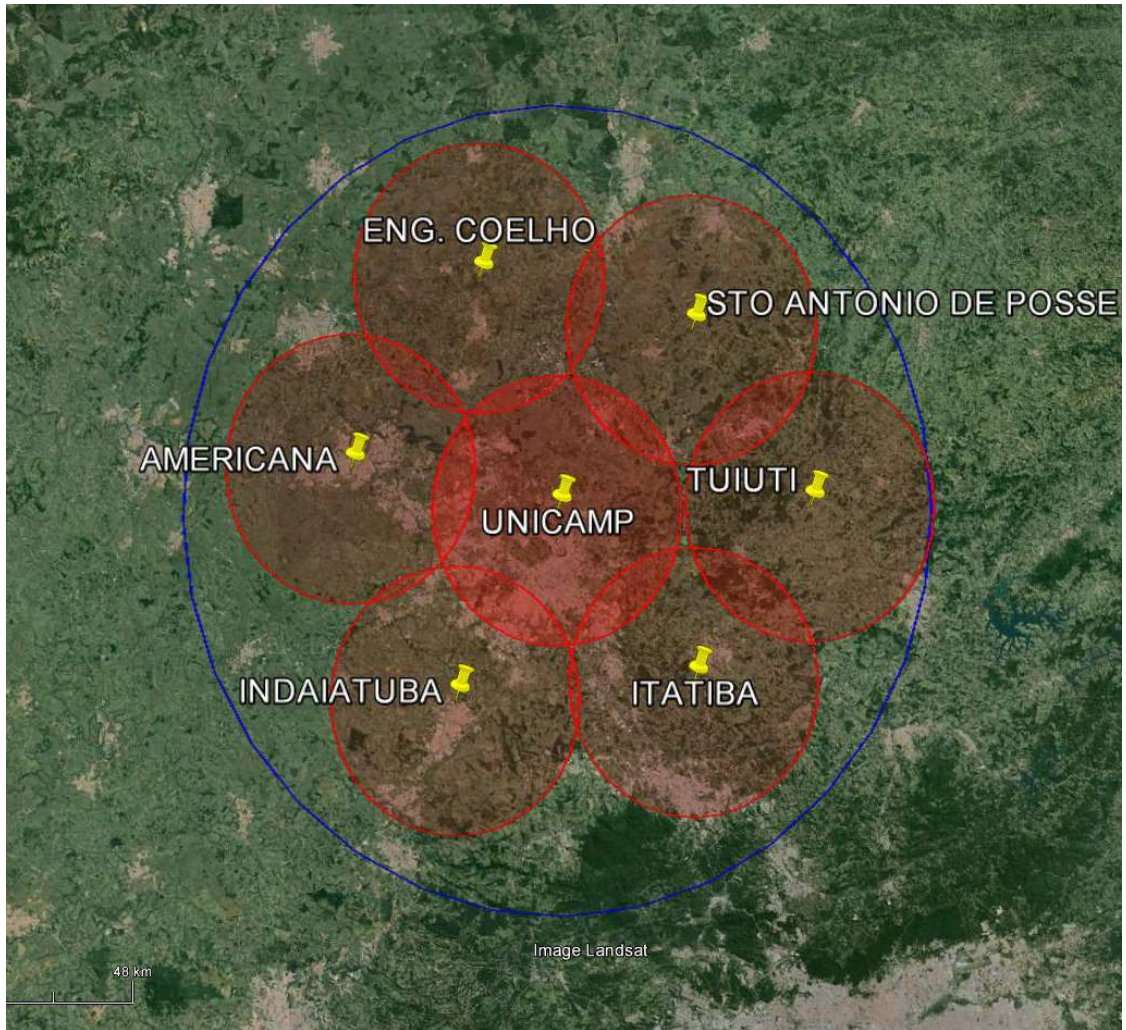 ENG. COELHO
STO ANTONIO DE POSSE
AMERICANA
TUIUTI
UNICAMP
INDAIATUBA
ITATIBA
Image Landsat
48 km